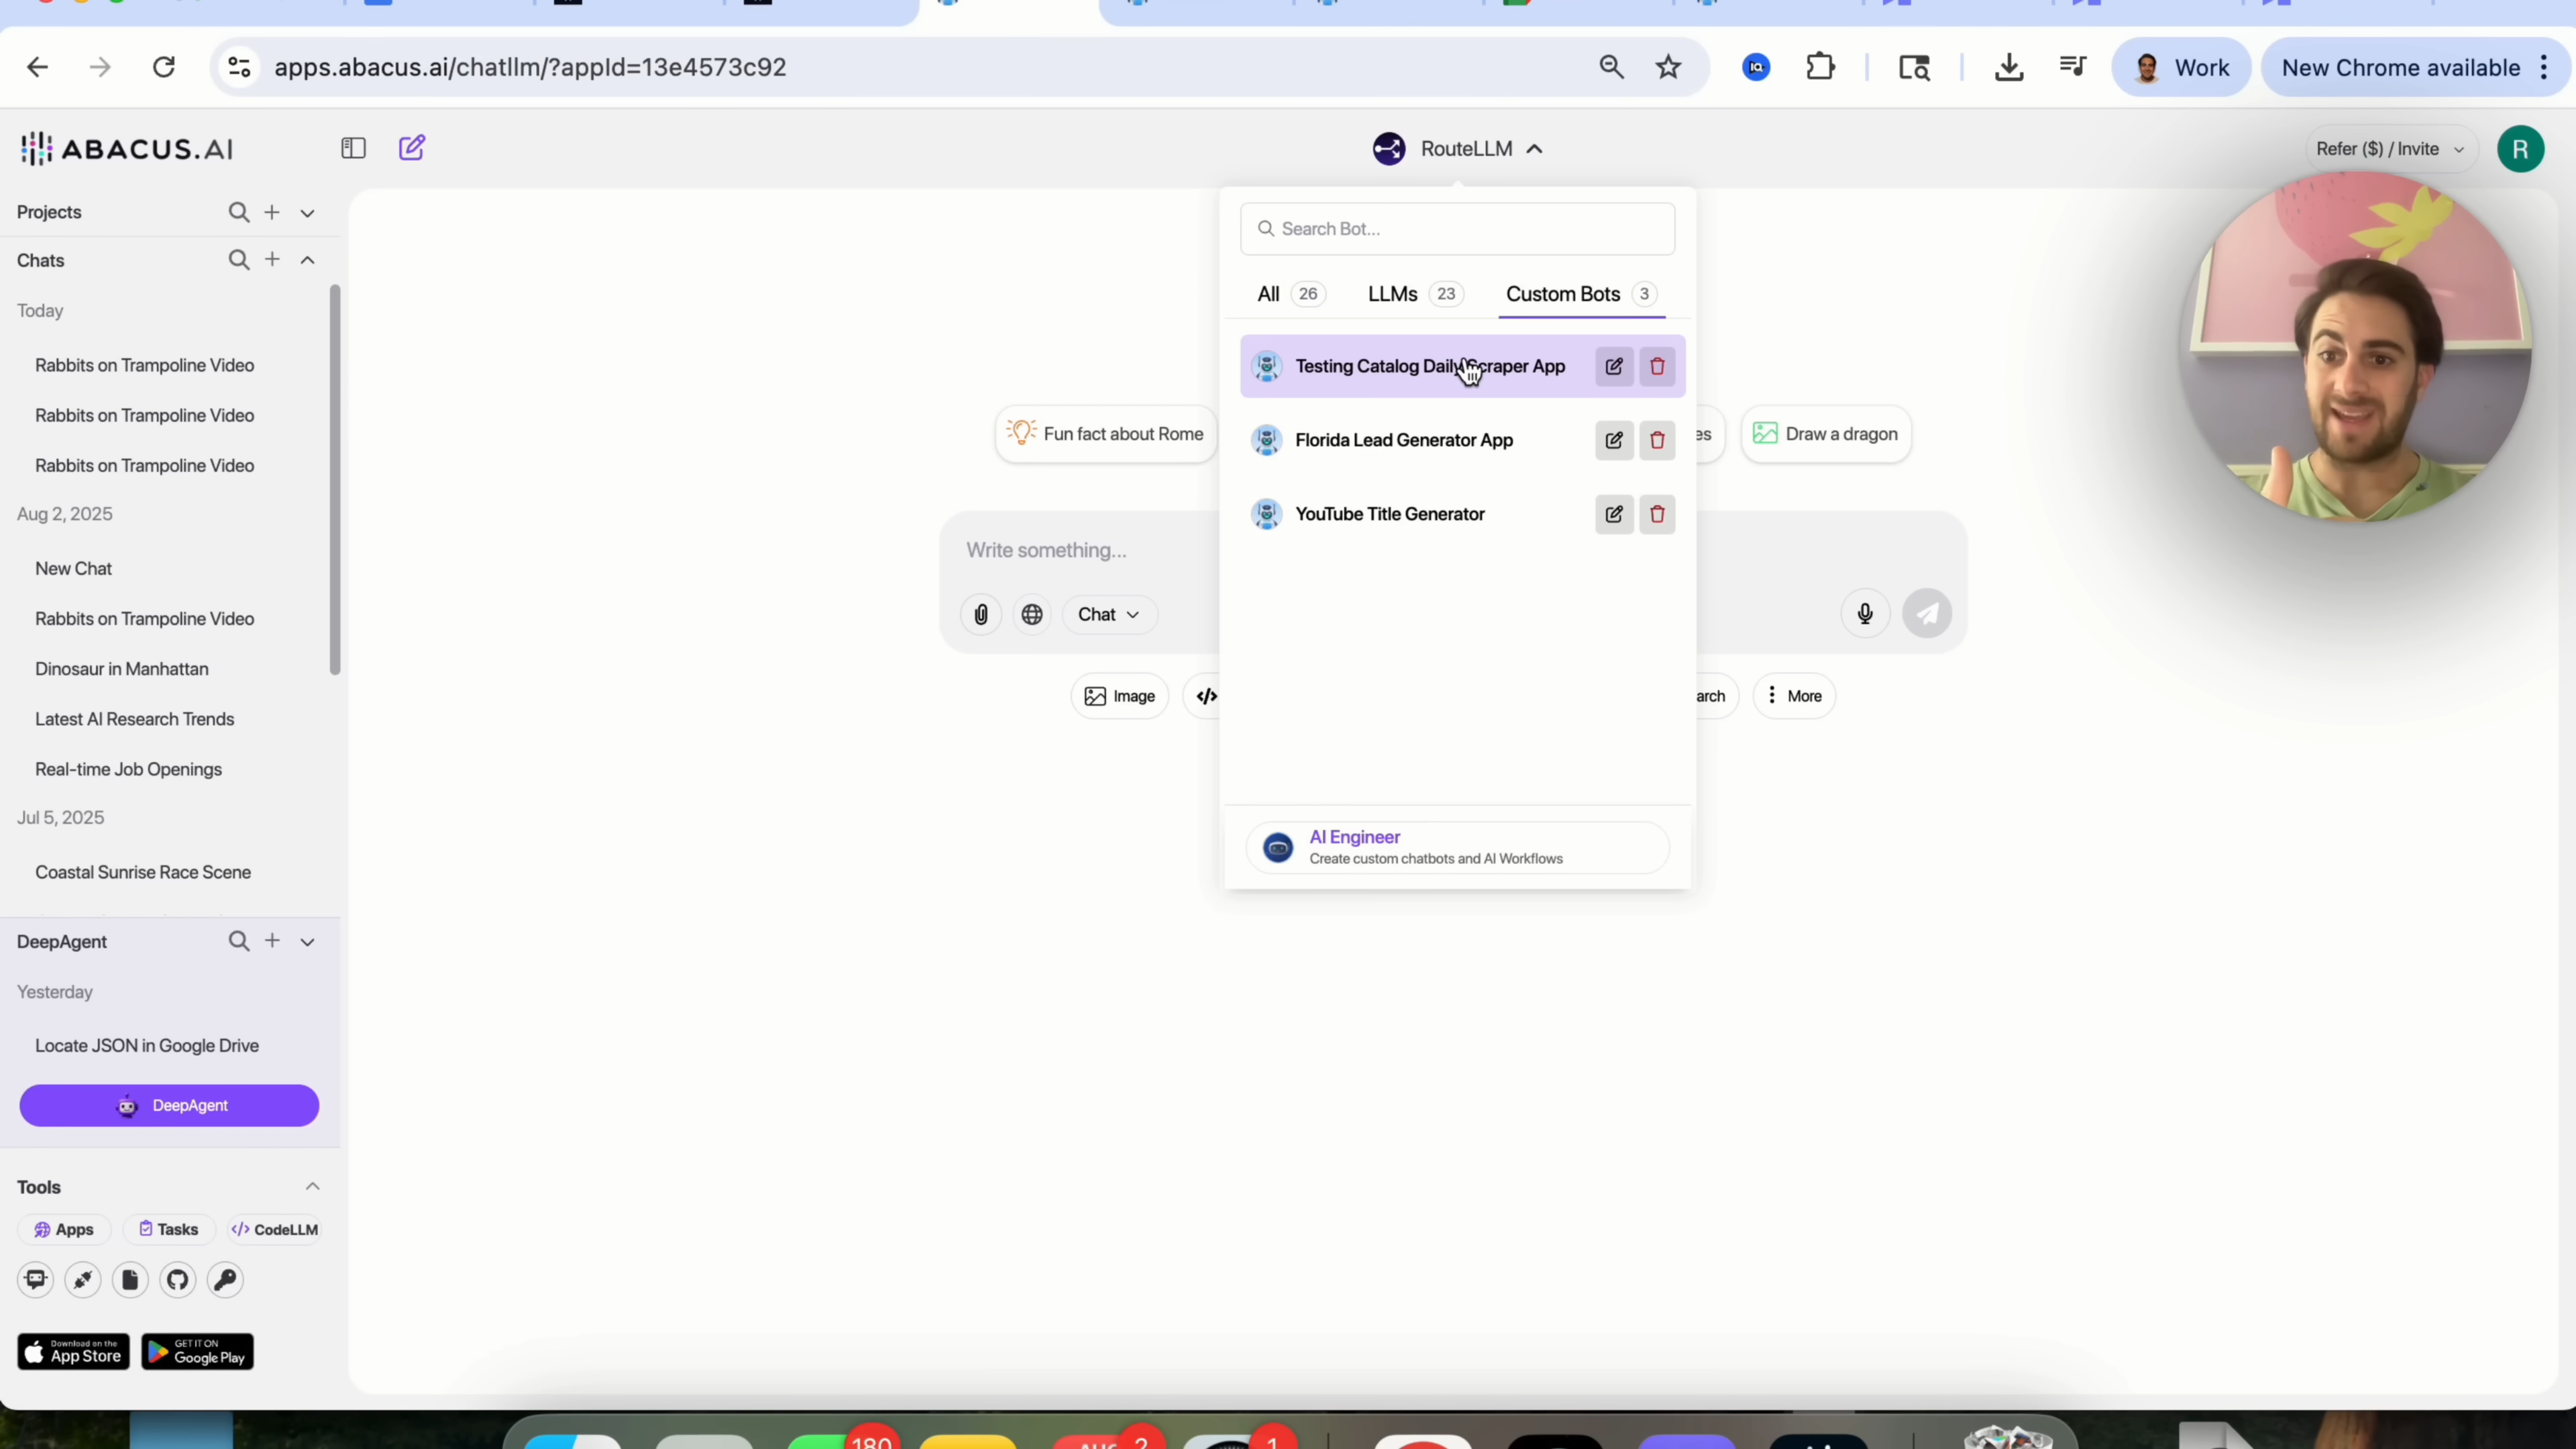 apps.abacus.ai/chatllm/?appId=13e4573c92
IQ
Work
New Chrome available
ABACUS.AI
RouteLLM
Refer ($) / Invite
R
Projects
Chats
Today
Rabbits on Trampoline Video
Rabbits on Trampoline Video
Rabbits on Trampoline Video
Aug 2, 2025
New Chat
Rabbits on Trampoline Video
Dinosaur in Manhattan
Latest AI Research Trends
Real-time Job Openings
Jul 5, 2025
Coastal Sunrise Race Scene
DeepAgent
Yesterday
Locate JSON in Google Drive
DeepAgent
Tools
Apps
Tasks
</> CodeLLM
Download on the
App Store
GET IT ON
Google Play
Search Bot...
All 26
LLMs 23
Custom Bots 3
Testing Catalog Daily Scraper App
Florida Lead Generator App
YouTube Title Generator
AI Engineer
Create custom chatbots and AI Workflows
Fun fact about Rome
es
Draw a dragon
Write something...
Chat
Image
</>
arch
More
180
AUG
2
1